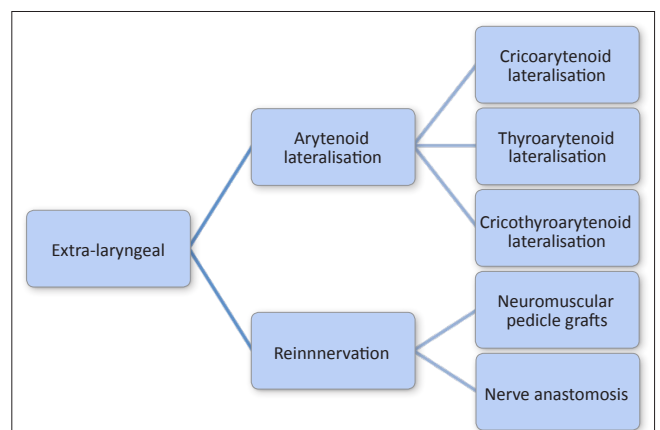 Extra-laryngeal
Arytenoid
lateralisation
Cricoarytenoid
lateralisation
Thyroarytenoid
lateralisation
Cricothyroarytenoid
lateralisation
Reinnnervation
Neuromuscular
pedicle grafts
Nerve anastomosis